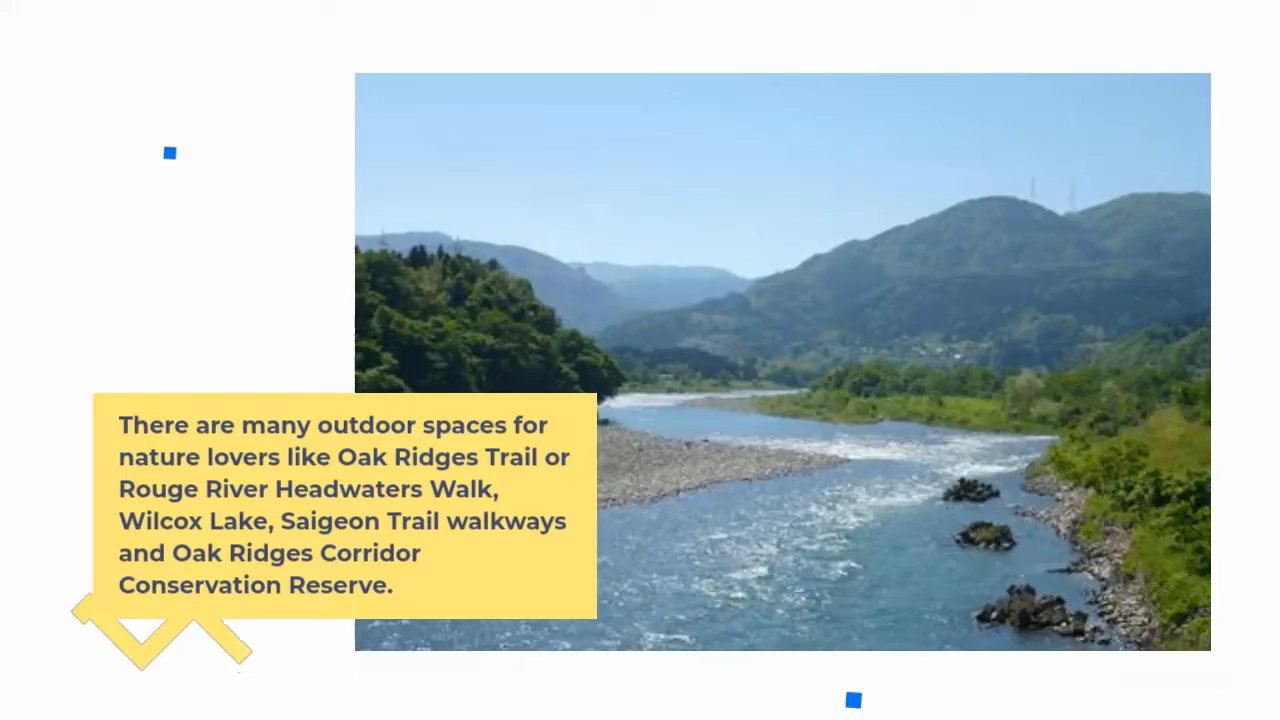 There are many outdoor spaces for
nature lovers like Oak Ridges Trail or
Rouge River Headwaters Walk,
Wilcox Lake, Saigeon Trail walkways
and Oak Ridges Corridor
Conservation Reserve.